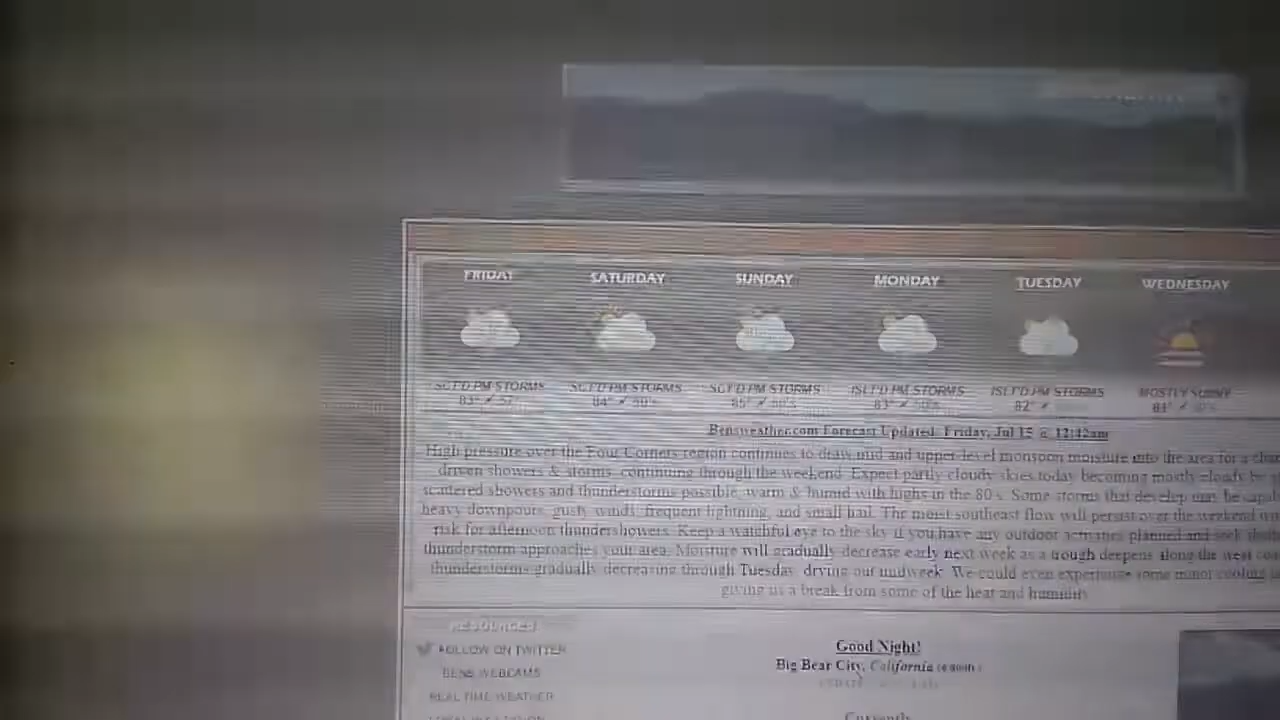 FRIDAY SATURDAY SUNDAY MONDAY TUESDAY WEDNESDAY
SCT'D PM STORMS SCT'D PM STORMS SCT'D PM STORMS ISLT'D PM STORMS ISLT'D PM STORMS MOSTLY SUNNY
83° 84° 85° 83° 82° 81°
Bensweather.com Forecast Updated: Friday, Jul 15 @ 12:42am
High pressure over the Four Corners region continues to draw mid and upper level monsoon moisture into the area for a
driven showers & storms, continuing through the weekend. Expect partly cloudy skies today becoming mostly cloudy
scattered showers and thunderstorms possible, warm & humid with highs in the 80's. Some storms that develop may be
heavy downpours, gusty winds, frequent lightning, and small hail. The moist southeast flow will persist over the weekend
risk for afternoon thundershowers. Keep a watchful eye to the sky if you have any outdoor activities planned and seek
thunderstorm approaches your area. Moisture will gradually decrease early next week as a trough deepens along the west
thunderstorms gradually decreasing through Tuesday, drying out midweek. We could even experience some minor cooling
giving us a break from some of the heat and humidity
RESOURCES
FOLLOW ON TWITTER
BENS WEBCAMS
REAL TIME WEATHER
Good Night!
Big Bear City, California
Currently